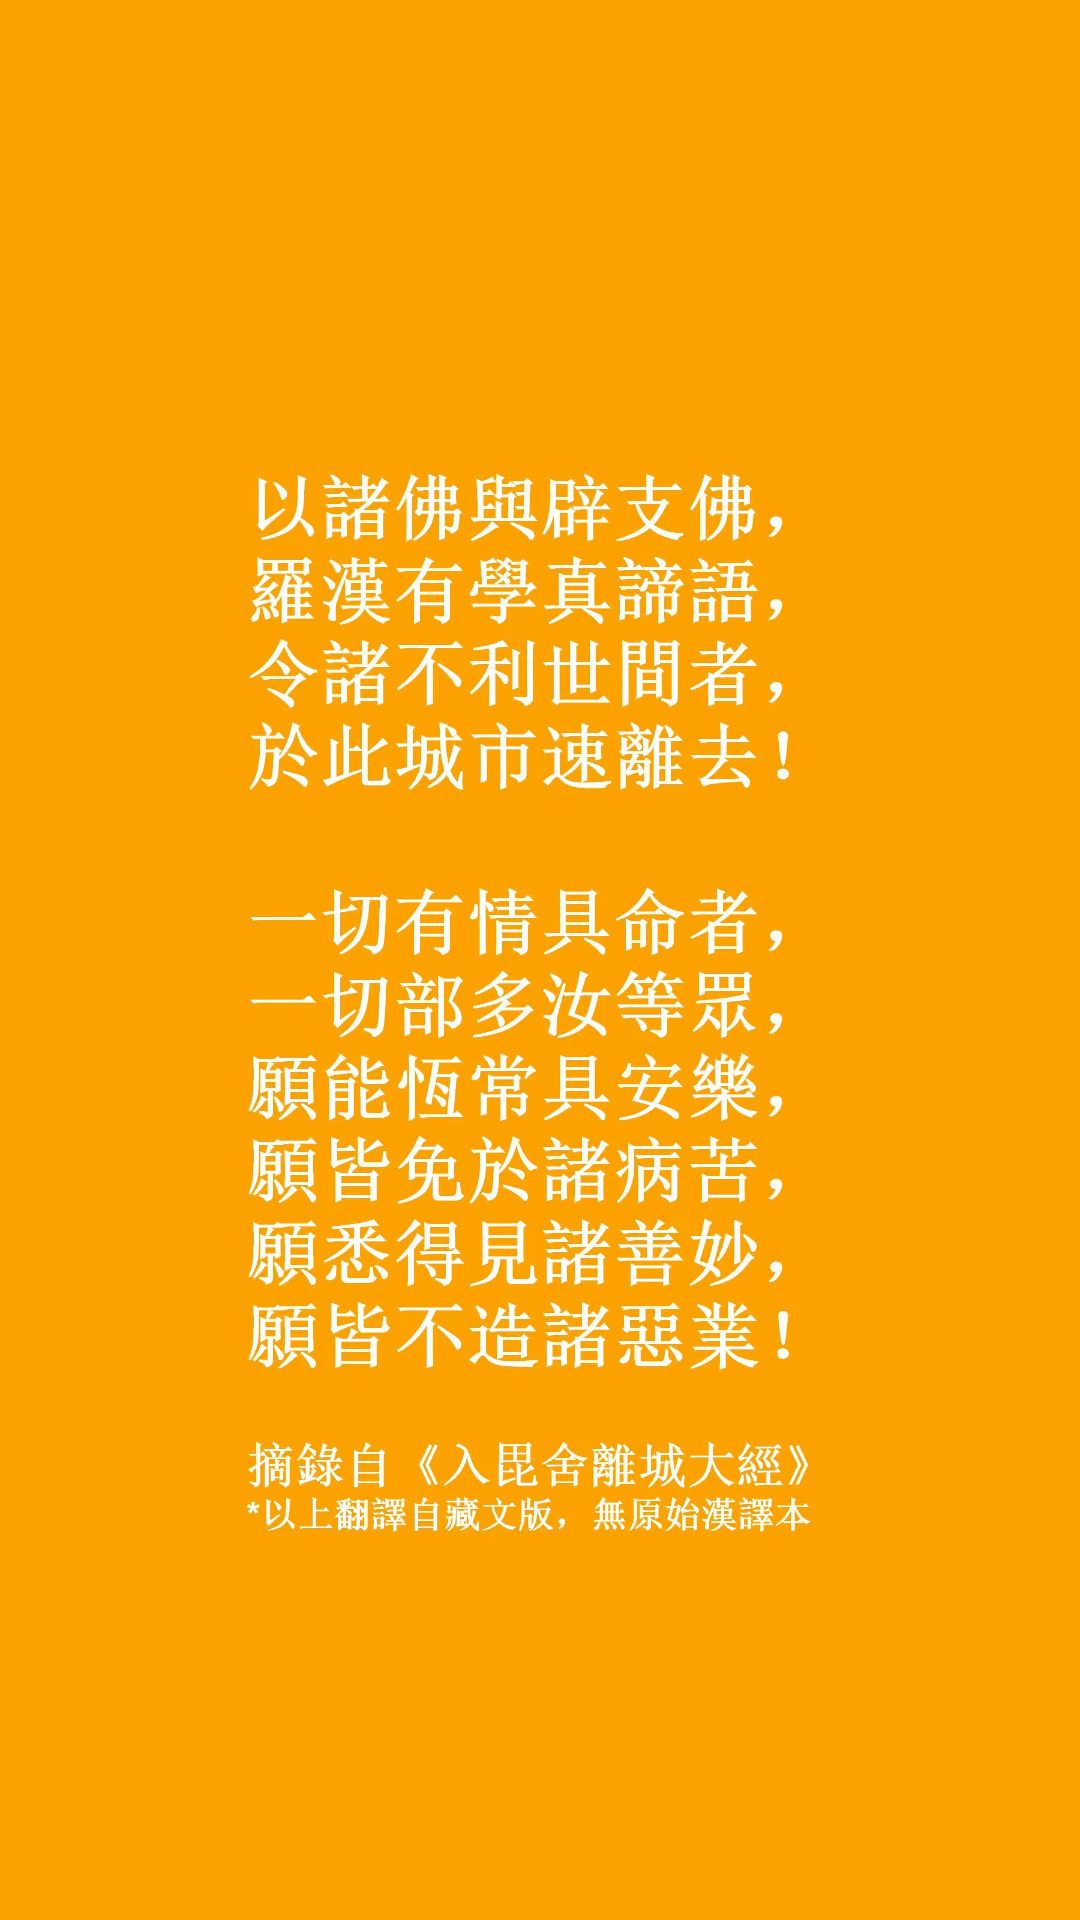 以諸佛與辟支佛，
羅漢有學真諦語，
令諸不利世間者，
於此城市速離去！
一切有情具命者，
一切部多汝等眾，
願能恆常具安樂，
願皆免於諸病苦，
願悉得見諸善妙，
願皆不造諸惡業！
摘錄自《入毘舍離城大經》
*以上翻譯自藏文版，無原始漢譯本